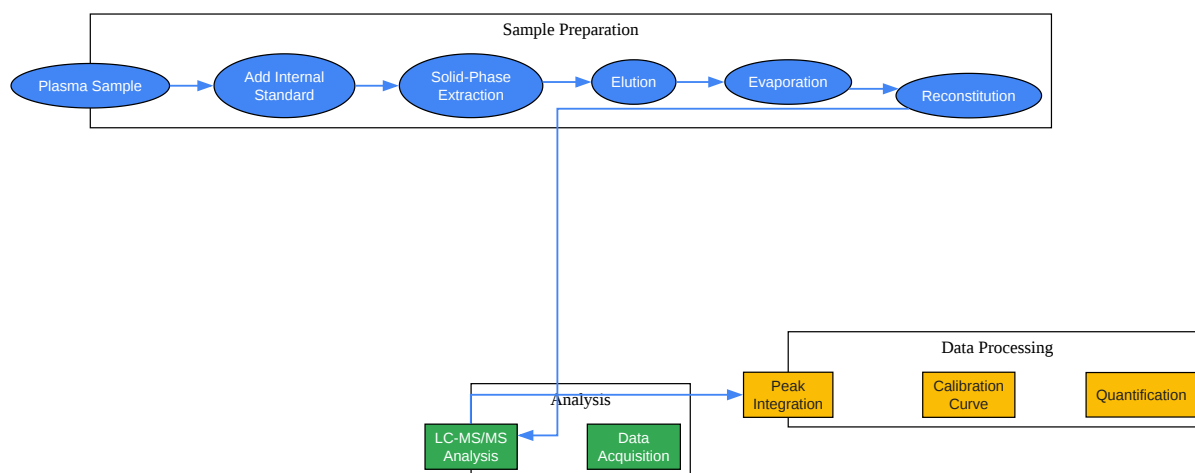 Sample Preparation
Plasma Sample
Add Internal
Standard
Solid-Phase
Extraction
Elution
Evaporation
Reconstitution
Data Processing
Peak
Integration
Calibration
Curve
Quantification
Analysis
LC-MS/MS
Analysis
Data
Acquisition